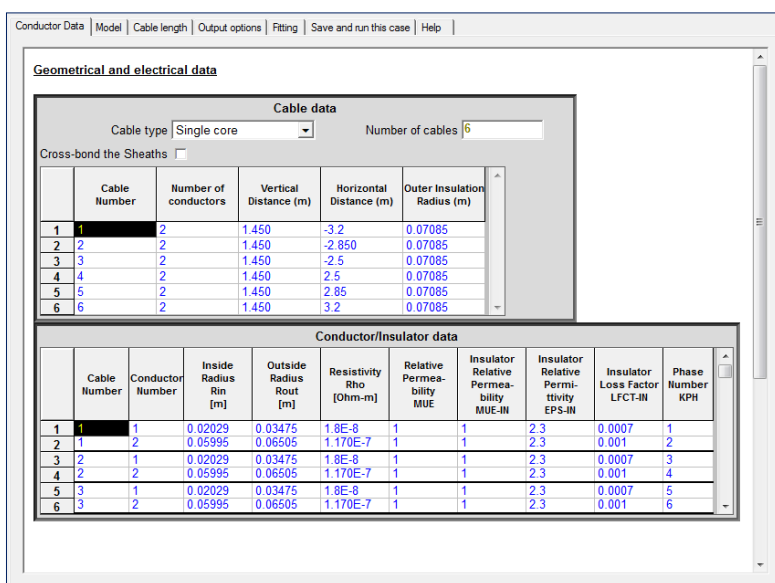 Conductor Data | Model | Cable length | Output options | Fitting | Save and run this case | Help
Geometrical and electrical data
Cable data
Cable type Single core Number of cables 6
Cross-bond the Sheaths
Cable Number Number of conductors Vertical Distance (m) Horizontal Distance (m) Outer Insulation Radius (m)
1 1 2 1.450 -3.2 0.07085
2 2 2 1.450 -2.850 0.07085
3 3 2 1.450 -2.5 0.07085
4 4 2 1.450 2.5 0.07085
5 5 2 1.450 2.85 0.07085
6 6 2 1.450 3.2 0.07085
Conductor/Insulator data
Cable Number Conductor Number Inside Radius Rin [m] Outside Radius Rout [m] Resistivity Rho [Ohm-m] Relative Permea-bility MUE Insulator Relative Permea-bility MUE-IN Insulator Relative Permi-ttivity EPS-IN Insulator Loss Factor LFCT-IN Phase Number KPH
1 1 1 0.02029 0.03475 1.8E-8 1 1 2.3 0.0007 1
2 1 2 0.05995 0.06505 1.170E-7 1 1 2.3 0.001 2
3 2 1 0.02029 0.03475 1.8E-8 1 1 2.3 0.0007 3
4 2 2 0.05995 0.06505 1.170E-7 1 1 2.3 0.001 4
5 3 1 0.02029 0.03475 1.8E-8 1 1 2.3 0.0007 5
6 3 2 0.05995 0.06505 1.170E-7 1 1 2.3 0.001 6